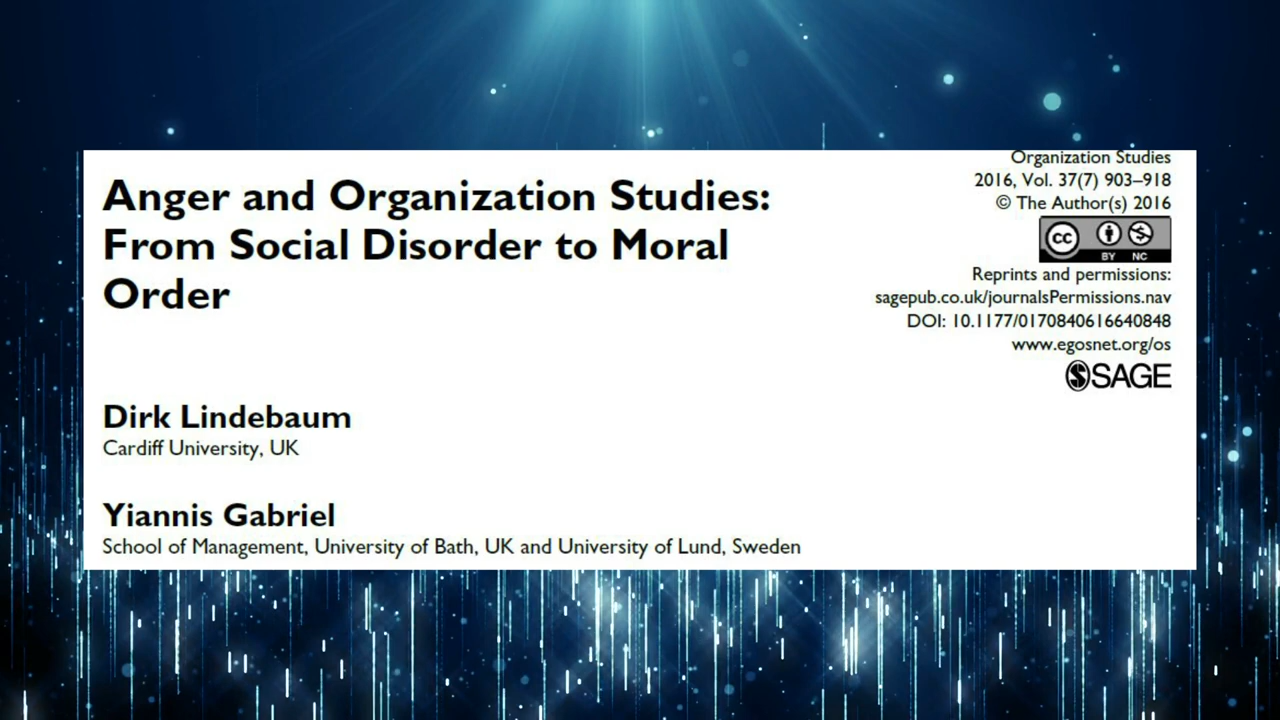 Anger and Organization Studies:
From Social Disorder to Moral
Order
Organization Studies
2016, Vol. 37(7) 903–918
© The Author(s) 2016
cc BY NC
Reprints and permissions:
sagepub.co.uk/journalsPermissions.nav
DOI: 10.1177/0170840616640848
www.egosnet.org/os
SAGE
Dirk Lindebaum
Cardiff University, UK
Yiannis Gabriel
School of Management, University of Bath, UK and University of Lund, Sweden